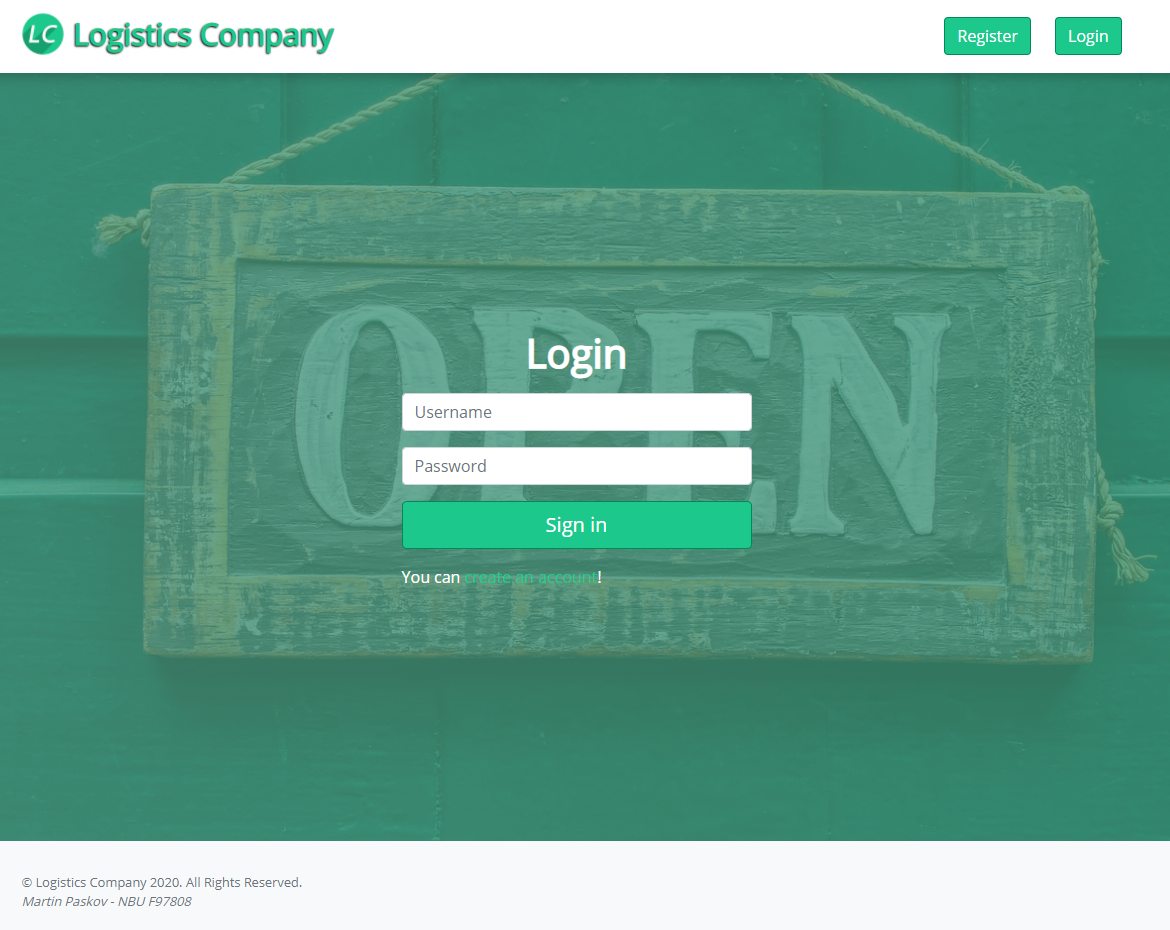 LC Logistics Company
Register
Login
OPEN
Login
Username
Password
Sign in
You can create an account!
© Logistics Company 2020. All Rights Reserved.
Martin Paskov - NBU F97808